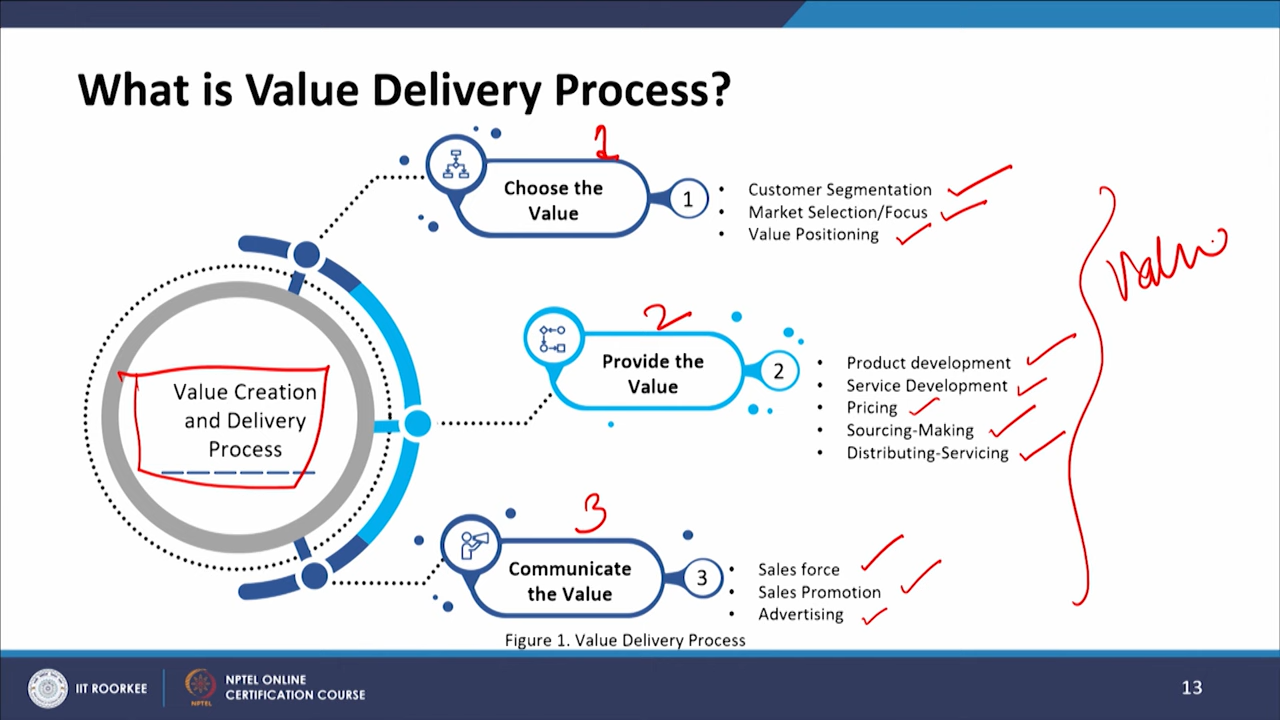 What is Value Delivery Process?
1
Choose the
Value
1
• Customer Segmentation
• Market Selection/Focus
• Value Positioning
Value
2
Provide the
Value
2
• Product development
• Service Development
• Pricing
• Sourcing-Making
• Distributing-Servicing
Value Creation
and Delivery
Process
3
Communicate
the Value
3
• Sales force
• Sales Promotion
• Advertising
Figure 1. Value Delivery Process
IIT ROORKEE
NPTEL
NPTEL ONLINE
CERTIFICATION COURSE
13